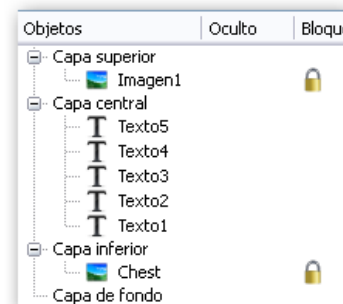 Objetos Oculto Bloqu
Capa superior
Imagen1
Capa central
Texto5
Texto4
Texto3
Texto2
Texto1
Capa inferior
Chest
Capa de fondo